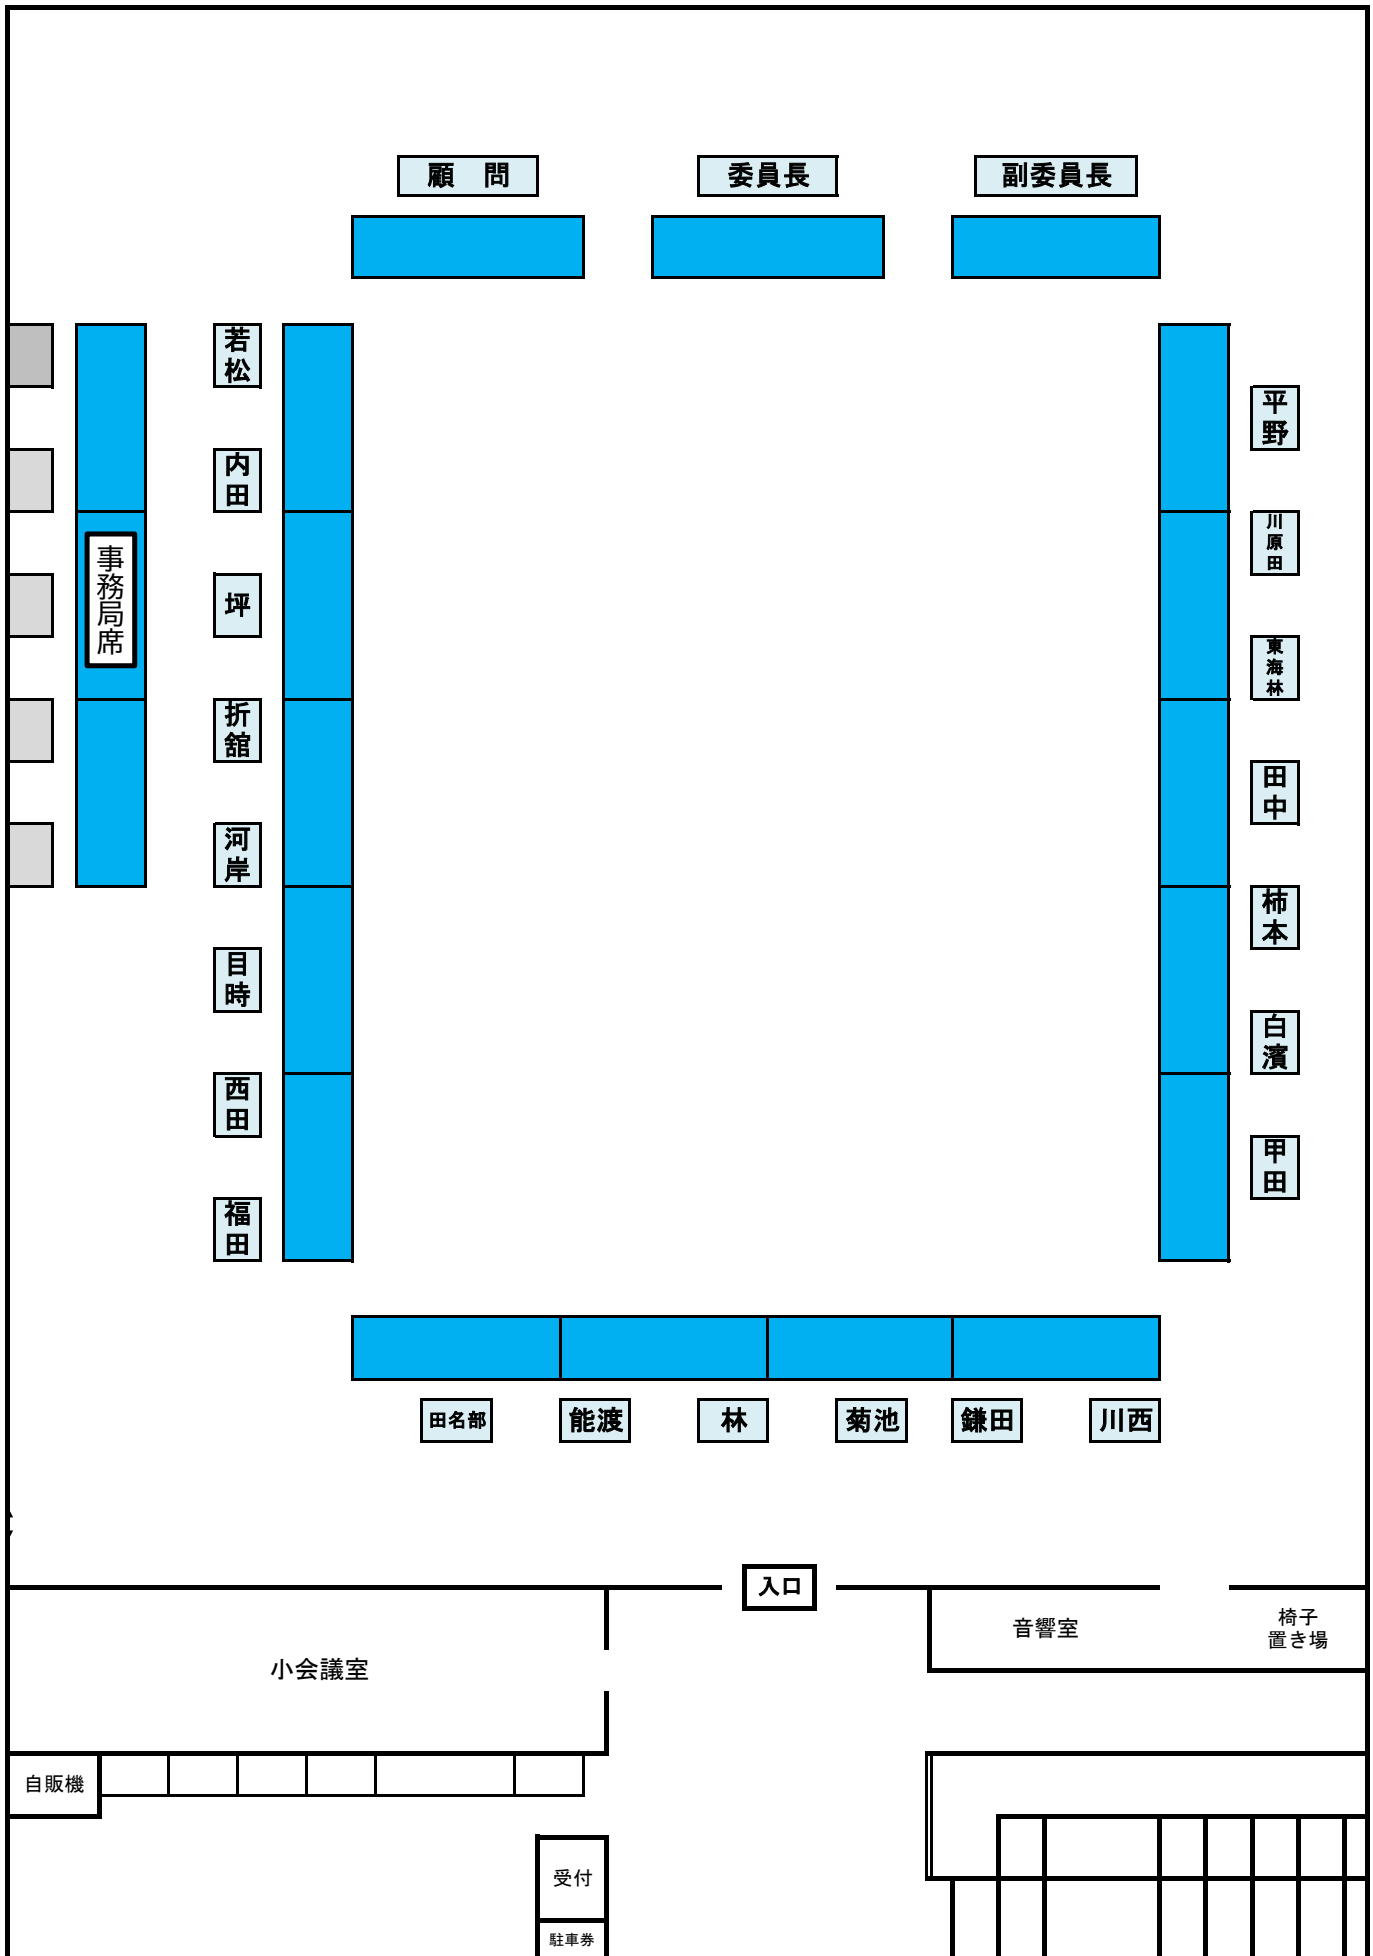 顧　問
委員長
副委員長
若松
内田
坪
折舘
河岸
目時
西田
福田
事務局席
平野
川原田
東海林
田中
柿本
白濱
甲田
田名部
能渡
林
菊池
鎌田
川西
入口
小会議室
音響室
椅子
置き場
自販機
受付
駐車券